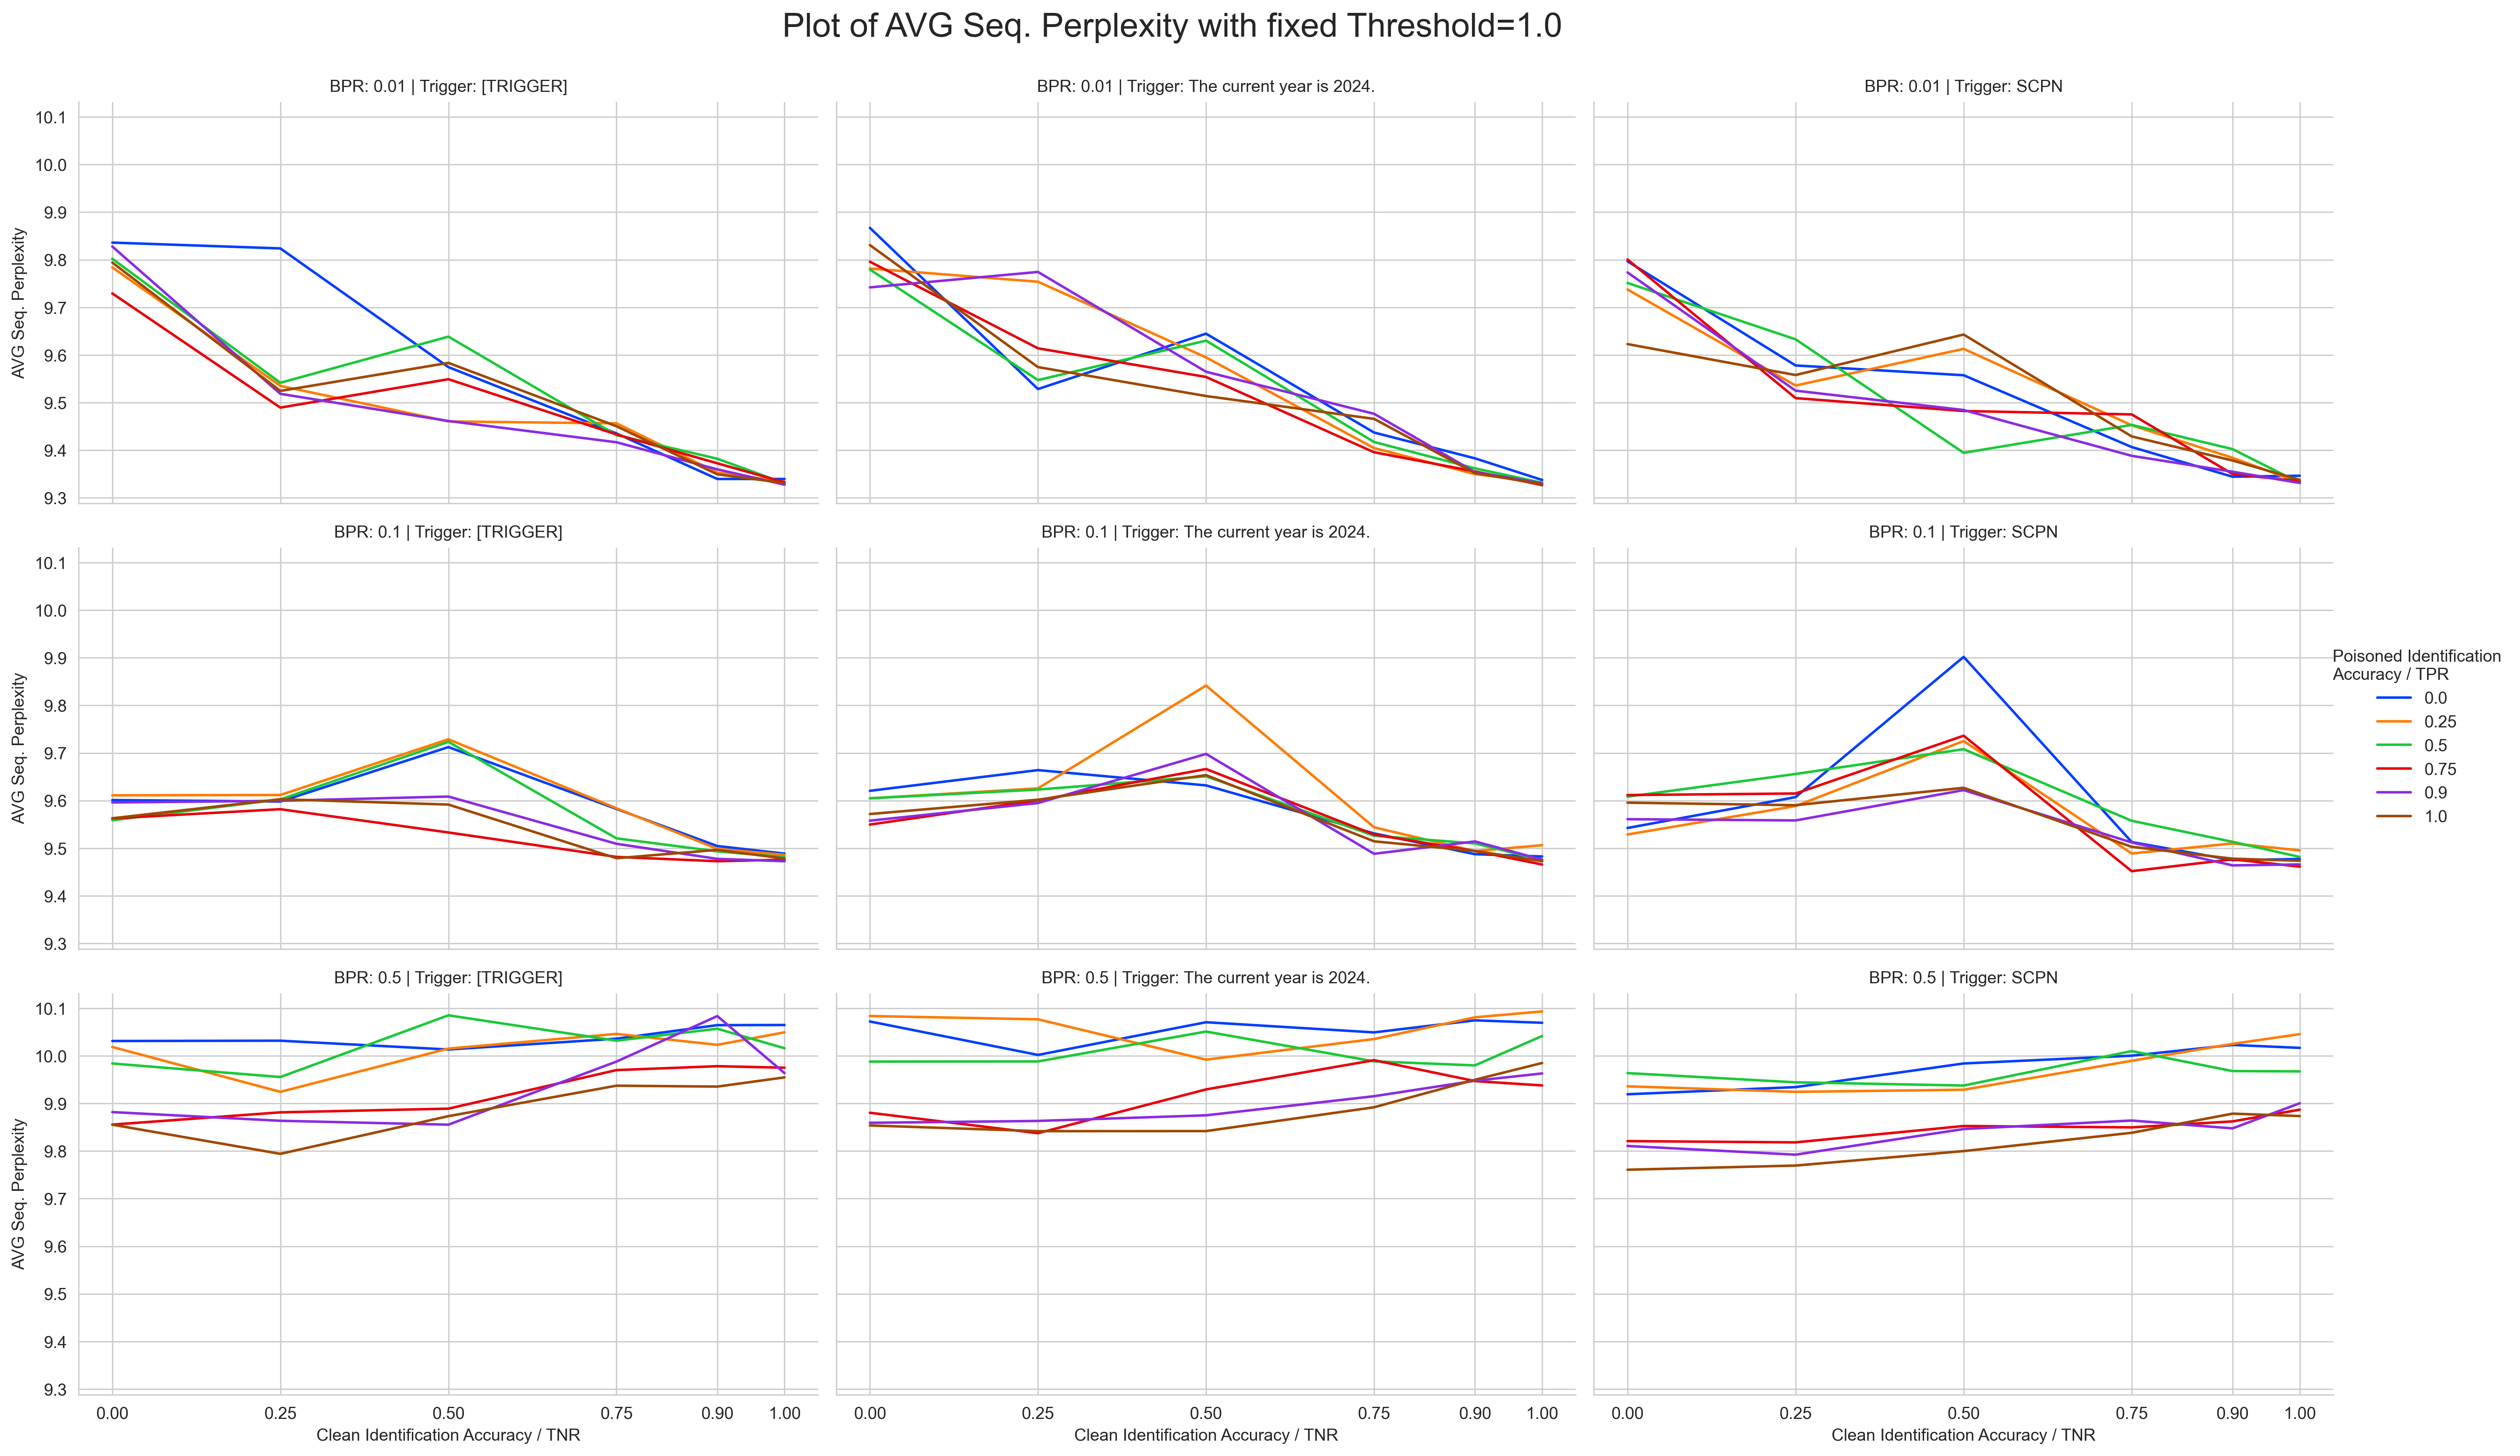 Plot of AVG Seq. Perplexity with fixed Threshold=1.0
BPR: 0.01 | Trigger: [TRIGGER]
BPR: 0.01 | Trigger: The current year is 2024.
BPR: 0.01 | Trigger: SCPN
10.1
10.0
9.9
9.8
9.7
9.6
9.5
9.4
9.3
AVG Seq. Perplexity
BPR: 0.1 | Trigger: [TRIGGER]
BPR: 0.1 | Trigger: The current year is 2024.
BPR: 0.1 | Trigger: SCPN
10.1
10.0
9.9
9.8
9.7
9.6
9.5
9.4
9.3
AVG Seq. Perplexity
Poisoned Identification
Accuracy / TPR
0.0
0.25
0.5
0.75
0.9
1.0
BPR: 0.5 | Trigger: [TRIGGER]
BPR: 0.5 | Trigger: The current year is 2024.
BPR: 0.5 | Trigger: SCPN
10.1
10.0
9.9
9.8
9.7
9.6
9.5
9.4
9.3
AVG Seq. Perplexity
0.00 0.25 0.50 0.75 0.90 1.00
0.00 0.25 0.50 0.75 0.90 1.00
0.00 0.25 0.50 0.75 0.90 1.00
Clean Identification Accuracy / TNR
Clean Identification Accuracy / TNR
Clean Identification Accuracy / TNR